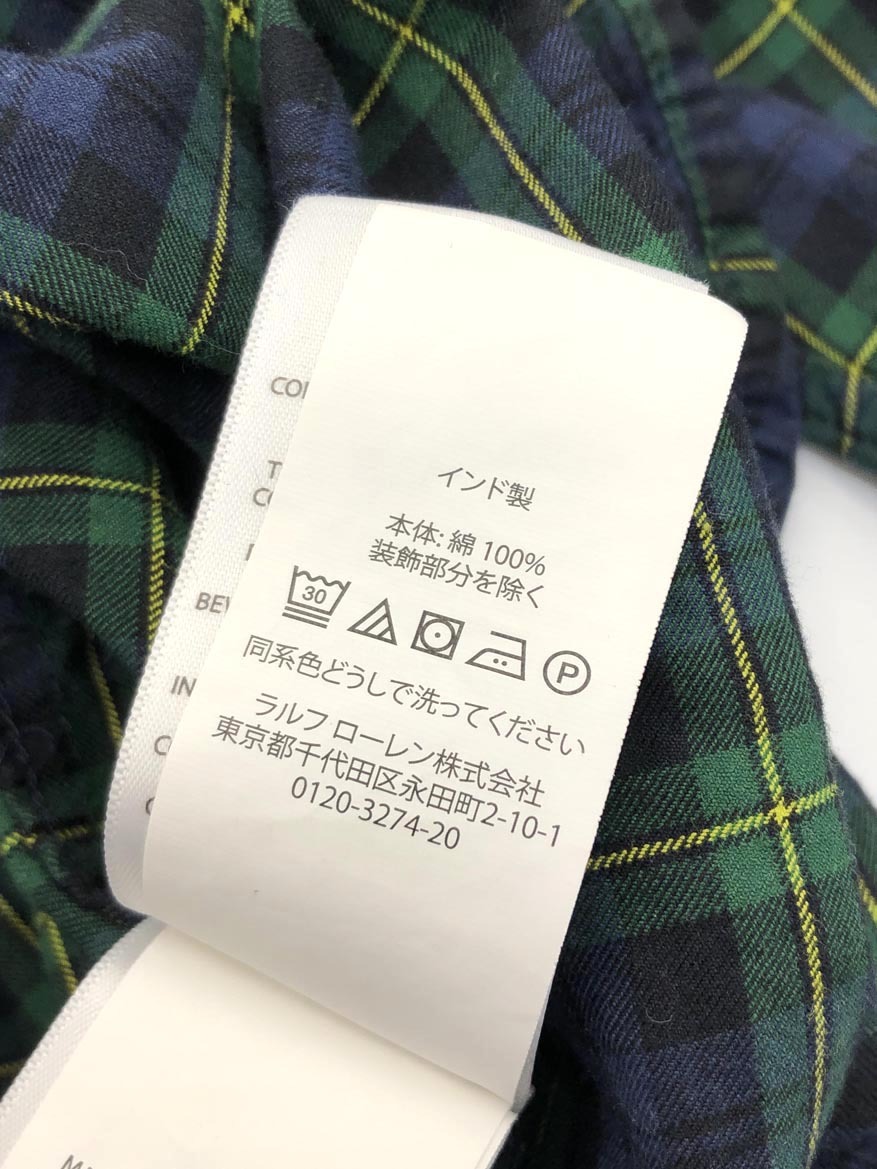 インド製
本体: 綿 100%
装飾部分を除く
30
P
同系色どうしで洗ってください
ラルフ ローレン株式会社
東京都千代田区永田町2-10-1
0120-3274-20
BEV
IN